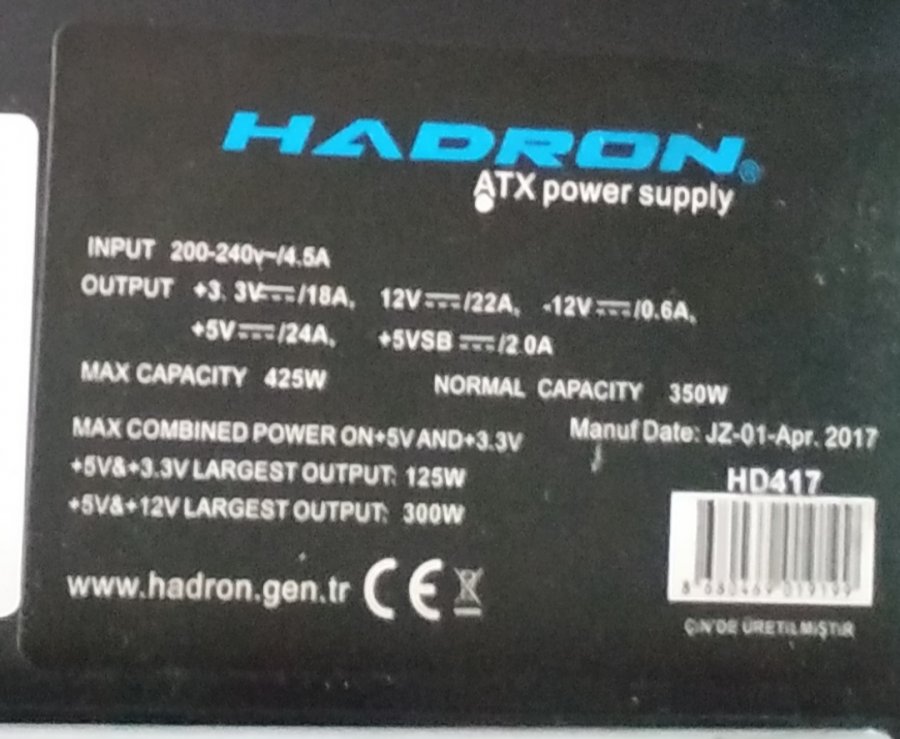 HADRON®
ATX power supply
INPUT 200-240v~/4.5A
OUTPUT +3.3V⎓/18A, 12V⎓/22A, -12V⎓/0.6A,
+5V⎓/24A, +5VSB⎓/2.0A
MAX CAPACITY 425W NORMAL CAPACITY 350W
MAX COMBINED POWER ON+5V AND+3.3V
+5V&+3.3V LARGEST OUTPUT: 125W
+5V&+12V LARGEST OUTPUT: 300W
Manuf Date: JZ-01-Apr. 2017
HD417
www.hadron.gen.tr CE
ÇİN'DE ÜRETİLMİŞTİR